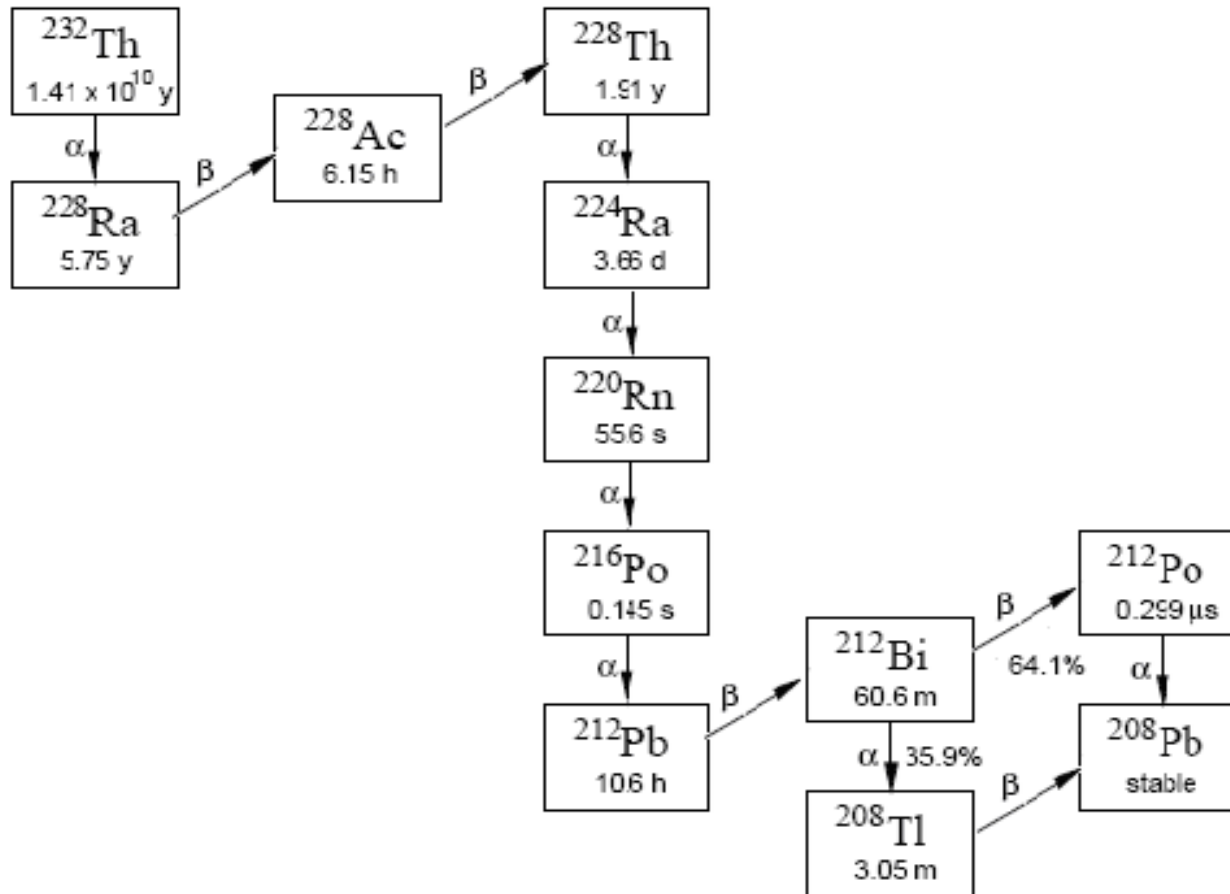 ²³²Th
1.41 x 10¹⁰ y
α
²²⁸Ra
5.75 y
β
²²⁸Ac
6.15 h
β
²²⁸Th
1.91 y
α
²²⁴Ra
3.66 d
α
²²⁰Rn
55.6 s
α
²¹⁶Po
0.145 s
α
²¹²Pb
10.6 h
β
²¹²Bi
60.6 m
β
64.1%
²¹²Po
0.299 μs
α
²⁰⁸Pb
stable
α 35.9%
²⁰⁸Tl
3.05 m
β